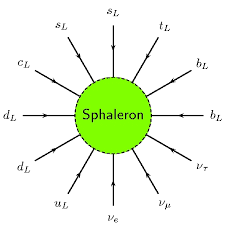 s_L
s_L
t_L
c_L
b_L
d_L
Sphaleron
b_L
d_L
ν_τ
u_L
ν_μ
ν_e